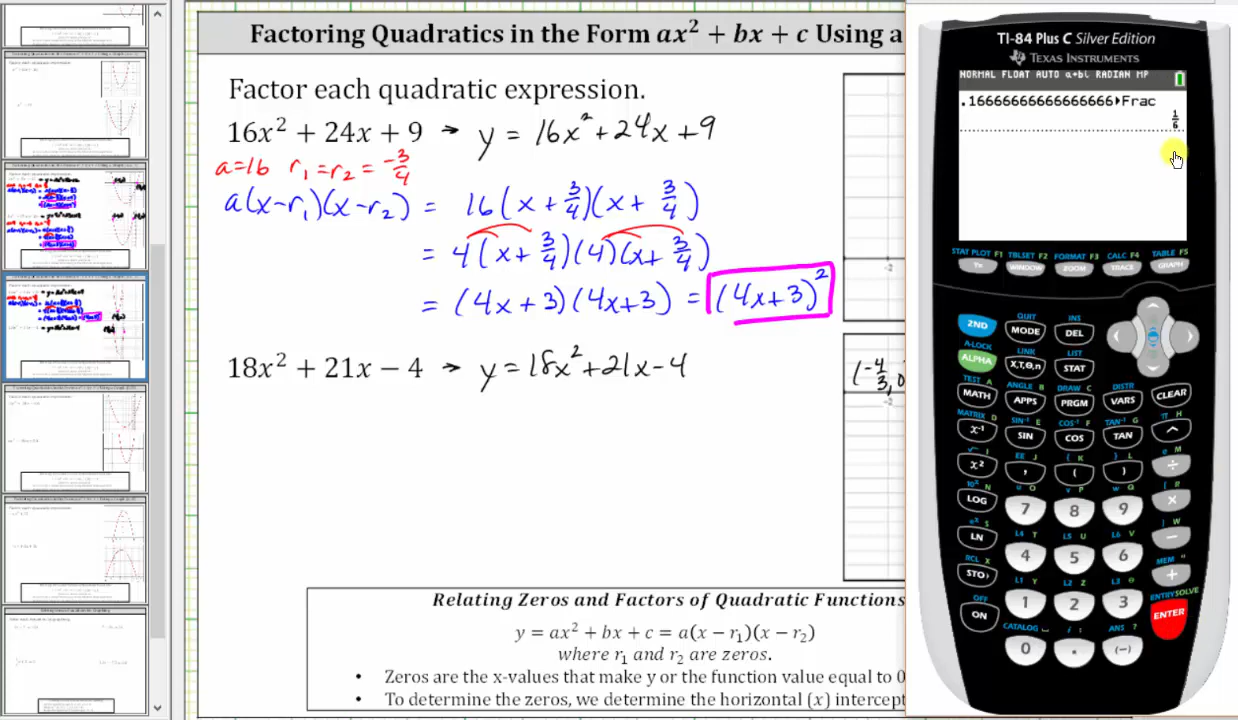 Factoring Quadratics in the Form ax² + bx + c Using a
Factor each quadratic expression.
16x² + 24x + 9 → y = 16x² + 24x + 9
a=16 r₁=r₂ = -3/4
a(x-r₁)(x-r₂) = 16(x + 3/4)(x + 3/4)
= 4(x + 3/4)(4)(x + 3/4)
= (4x + 3)(4x + 3) = (4x + 3)²
18x² + 21x − 4 → y = 18x² + 21x − 4
(-4/3, 0
-2
-2
Relating Zeros and Factors of Quadratic Functions
y = ax² + bx + c = a(x − r₁)(x − r₂)
where r₁ and r₂ are zeros.
• Zeros are the x-values that make y or the function value equal to 0
• To determine the zeros, we determine the horizontal (x) intercept
TI-84 Plus C Silver Edition
TEXAS INSTRUMENTS
NORMAL FLOAT AUTO a+bi RADIAN MP
.16666666666666666▸Frac
1/6
STAT PLOT F1 TBLSET F2 FORMAT F3 CALC F4 TABLE F5
Y= WINDOW ZOOM TRACE GRAPH
QUIT INS
2ND MODE DEL
A-LOCK LINK LIST
ALPHA X,T,Θ,n STAT
TEST A ANGLE B DRAW C DISTR
MATH APPS PRGM VARS CLEAR
MATRIX D SIN⁻¹ E COS⁻¹ F TAN⁻¹ G π H
x⁻¹ SIN COS TAN ^
√ I EE J { K } L e M
x² , ( ) ÷
10ˣ N u O v P w Q [ R
LOG 7 8 9 ×
eˣ S L4 T L5 U L6 V ] W
LN 4 5 6 −
RCL X L1 Y L2 Z L3 Θ MEM "
STO› 1 2 3 +
OFF CATALOG ⎵ i : ANS ? ENTRY SOLVE
ON 0 . (−) ENTER